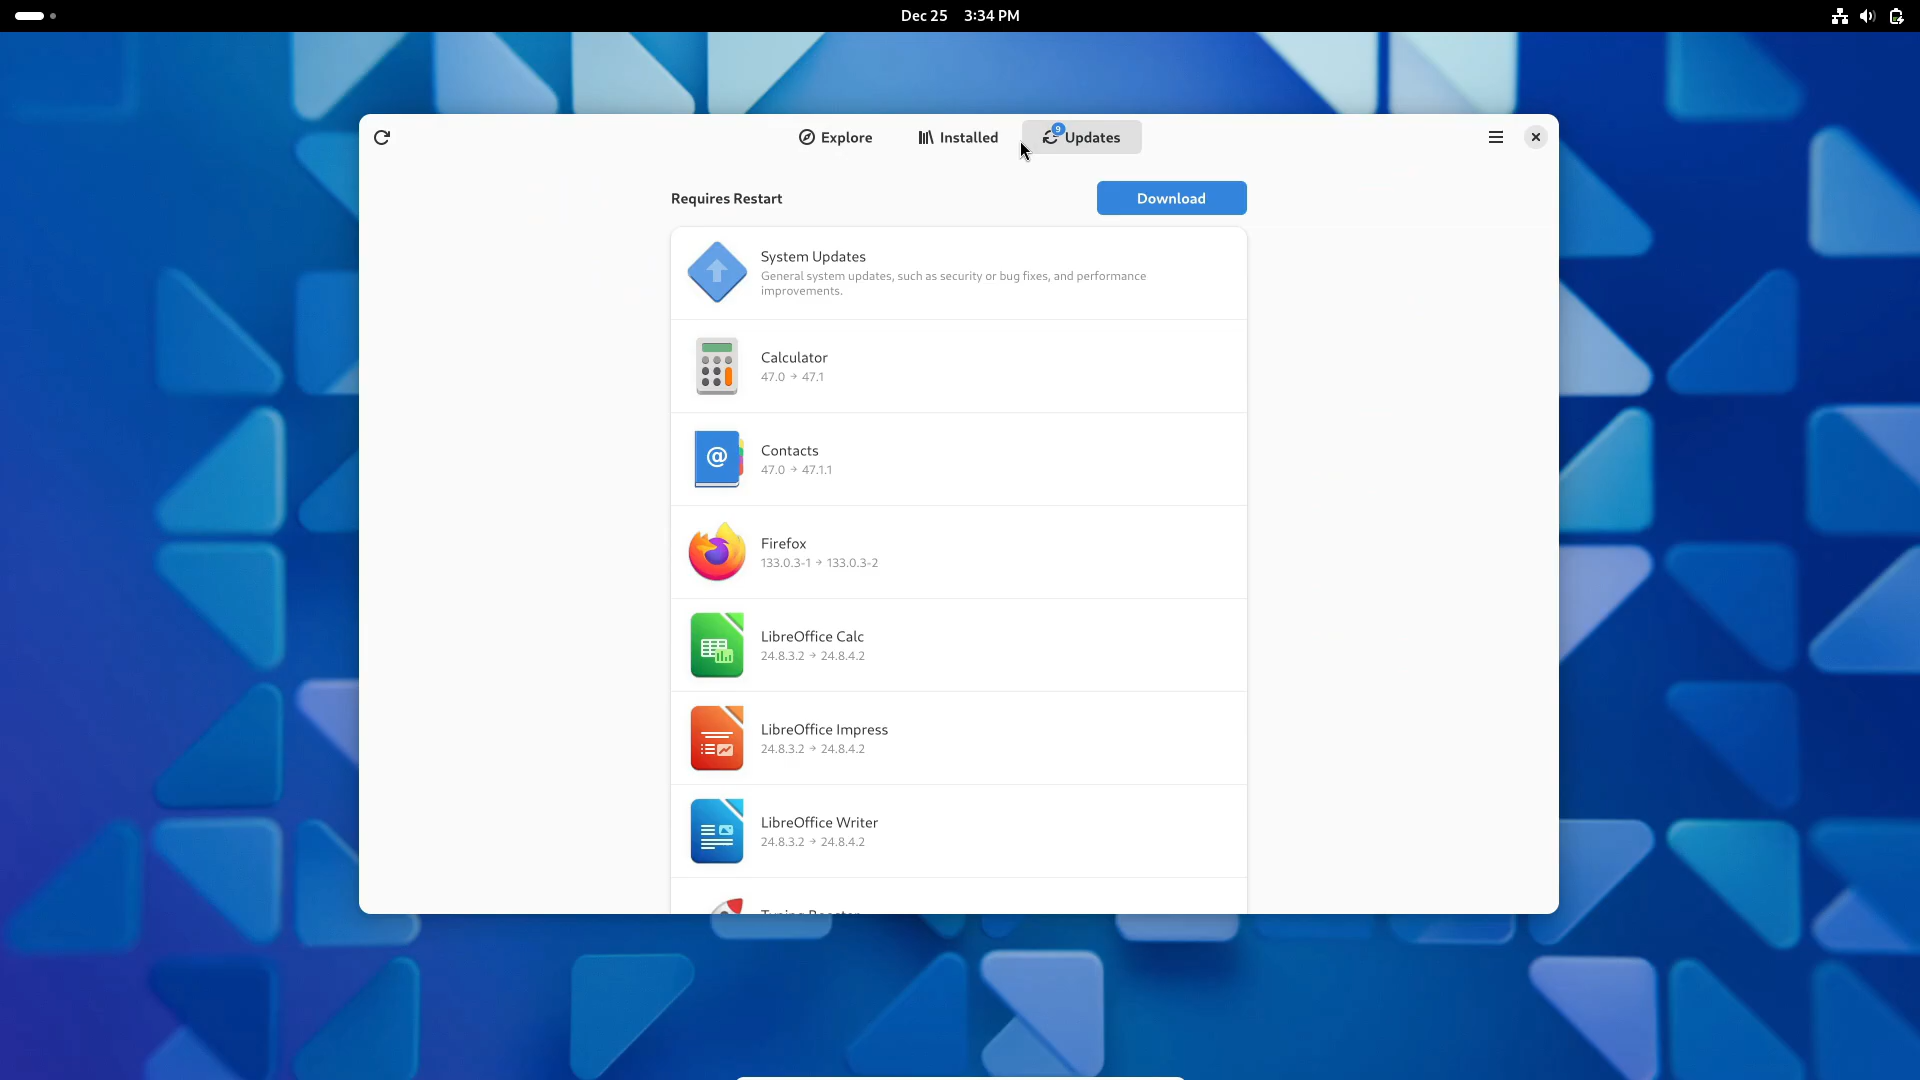 Dec 25 3:34 PM
Explore
Installed
9
Updates
Requires Restart
Download
System Updates
General system updates, such as security or bug fixes, and performance
improvements.
Calculator
47.0 → 47.1
Contacts
47.0 → 47.1.1
@
Firefox
133.0.3-1 → 133.0.3-2
LibreOffice Calc
24.8.3.2 → 24.8.4.2
LibreOffice Impress
24.8.3.2 → 24.8.4.2
LibreOffice Writer
24.8.3.2 → 24.8.4.2